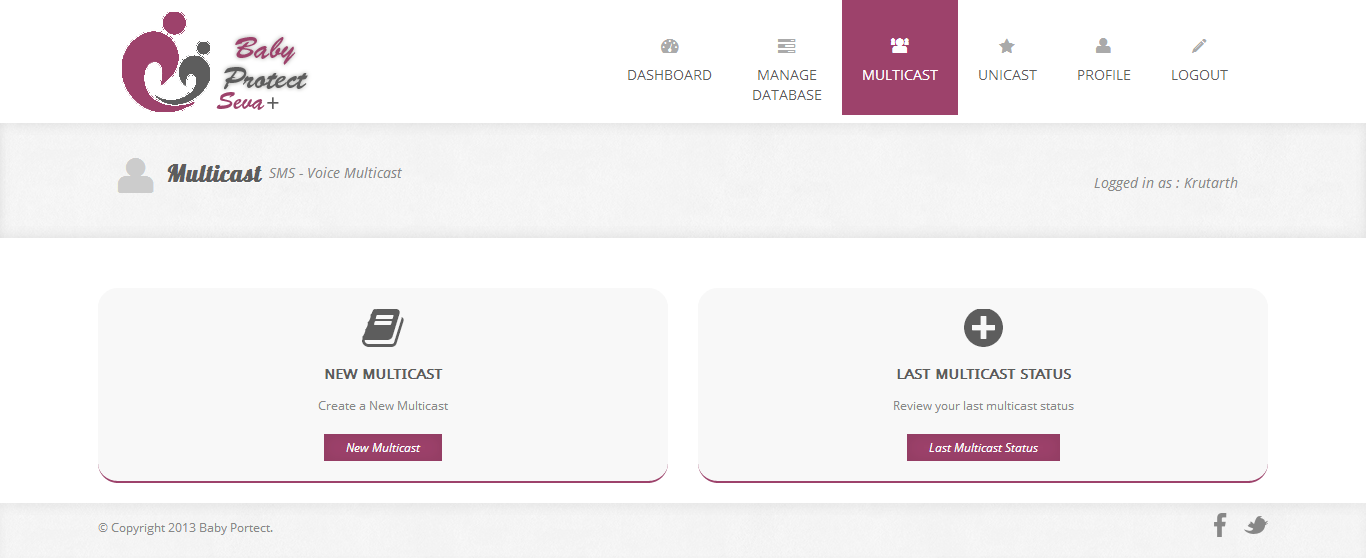 Baby
Protect
Seva+
DASHBOARD
MANAGE
DATABASE
MULTICAST
UNICAST
PROFILE
LOGOUT
Multicast SMS - Voice Multicast
Logged in as : Krutarth
NEW MULTICAST
Create a New Multicast
New Multicast
LAST MULTICAST STATUS
Review your last multicast status
Last Multicast Status
© Copyright 2013 Baby Portect.